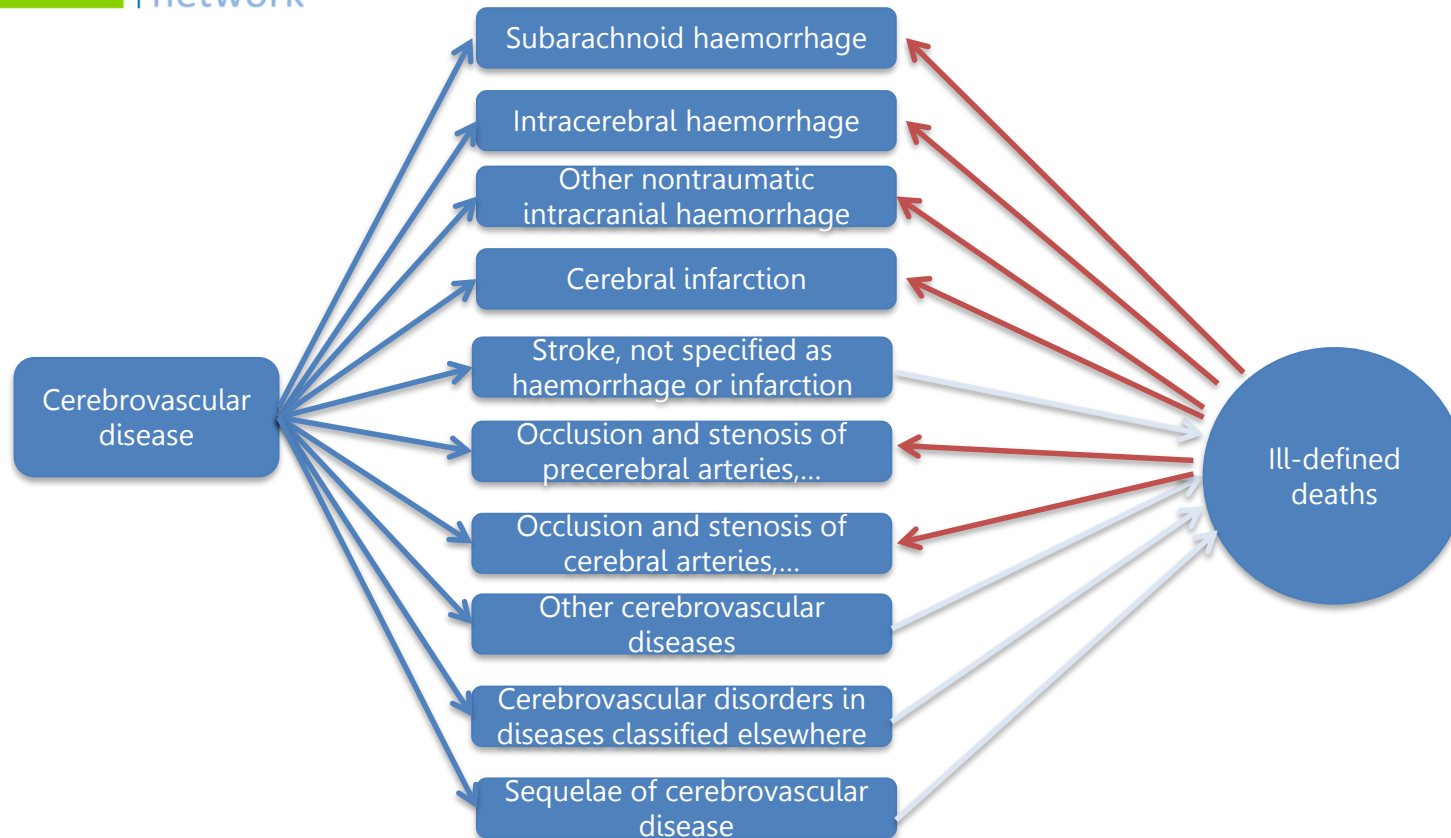 network
Subarachnoid haemorrhage
Intracerebral haemorrhage
Other nontraumatic
intracranial haemorrhage
Cerebral infarction
Stroke, not specified as
haemorrhage or infarction
Cerebrovascular
disease
Occlusion and stenosis of
precerebral arteries,...
Ill-defined
deaths
Occlusion and stenosis of
cerebral arteries,...
Other cerebrovascular
diseases
Cerebrovascular disorders in
diseases classified elsewhere
Sequelae of cerebrovascular
disease